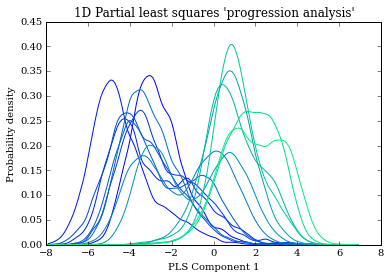 1D Partial least squares 'progression analysis'
0.45
0.40
0.35
0.30
0.25
0.20
0.15
0.10
0.05
0.00
Probability density
−8 −6 −4 −2 0 2 4 6 8
PLS Component 1